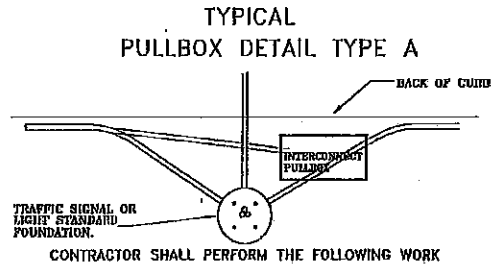 TYPICAL
PULLBOX DETAIL TYPE A
BACK OF CURB
INTERCONNECT
PULLBOX
TRAFFIC SIGNAL OR
LIGHT STANDARD
FOUNDATION.
CONTRACTOR SHALL PERFORM THE FOLLOWING WORK